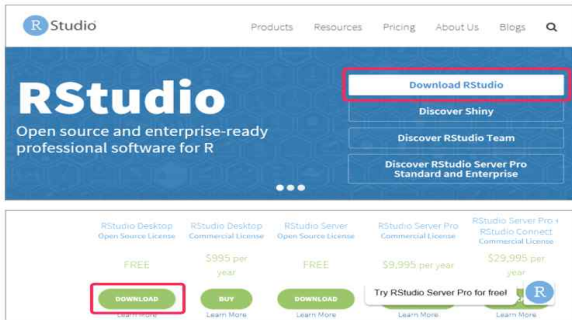 R Studio
Products Resources Pricing About Us Blogs
RStudio
Open source and enterprise-ready
professional software for R
Download RStudio
Discover Shiny
Discover RStudio Team
Discover RStudio Server Pro
Standard and Enterprise
RStudio Desktop
Open Source License
FREE
DOWNLOAD
Learn More
RStudio Desktop
Commercial License
$995 per
year
BUY
Learn More
RStudio Server
Open Source License
FREE
DOWNLOAD
Learn More
RStudio Server Pro
Commercial License
$9,995 per year
Learn More
RStudio Server Pro +
RStudio Connect
Commercial License
$29,995 per
year
Learn More
Try RStudio Server Pro for free!
R